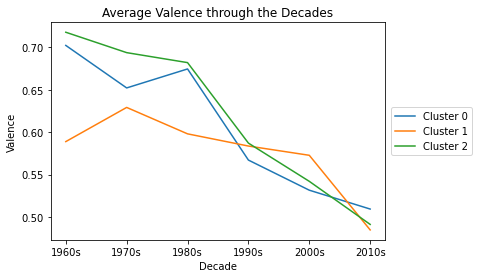 Average Valence through the Decades
Valence
0.70
0.65
0.60
0.55
0.50
1960s 1970s 1980s 1990s 2000s 2010s
Decade
Cluster 0
Cluster 1
Cluster 2